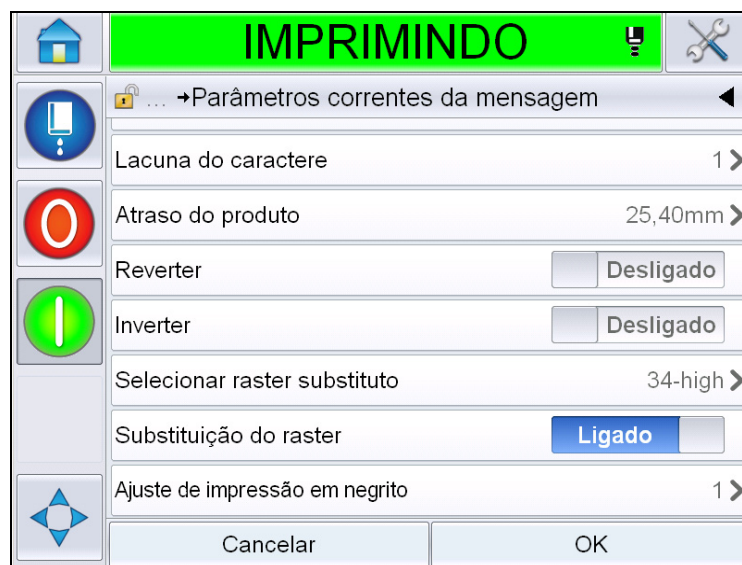 IMPRIMINDO
... →Parâmetros correntes da mensagem
Lacuna do caractere 1
Atraso do produto 25,40mm
Reverter Desligado
Inverter Desligado
Selecionar raster substituto 34-high
Substituição do raster Ligado
Ajuste de impressão em negrito 1
Cancelar OK